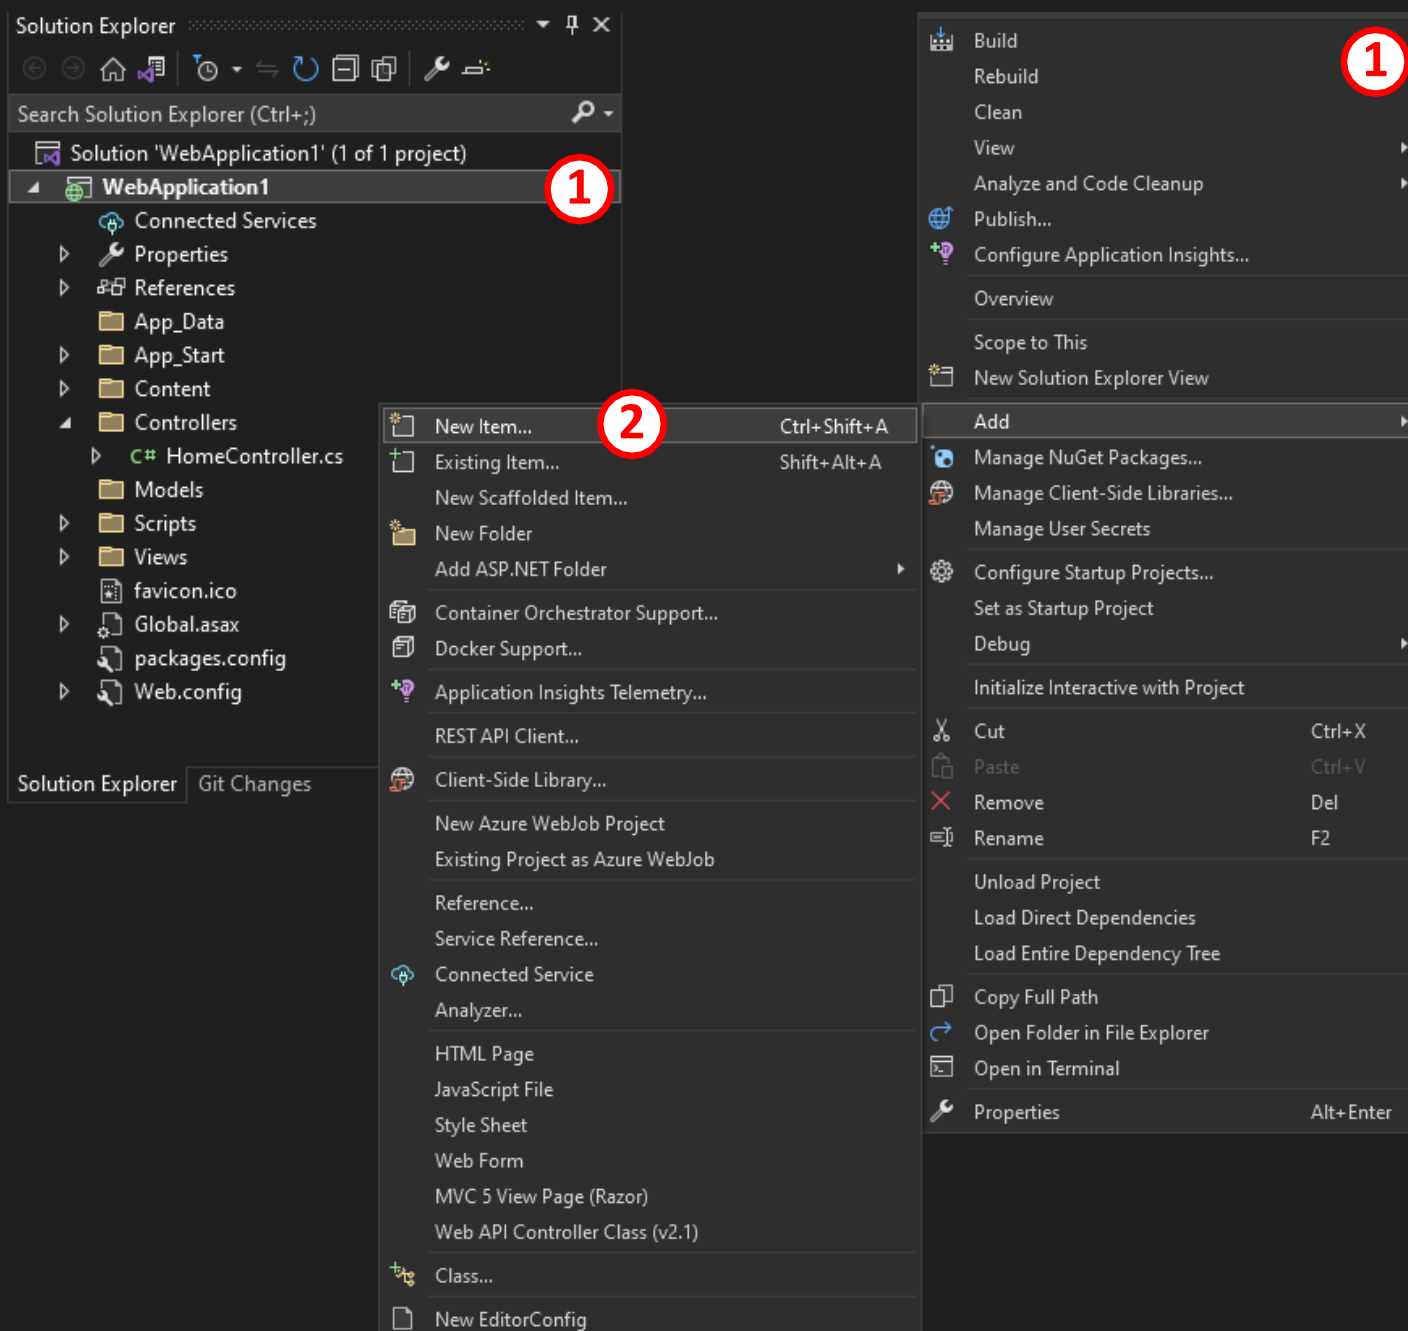 Solution Explorer
Search Solution Explorer (Ctrl+;)
Solution 'WebApplication1' (1 of 1 project)
WebApplication1
1
Connected Services
Properties
References
App_Data
App_Start
Content
Controllers
C# HomeController.cs
Models
Scripts
Views
favicon.ico
Global.asax
packages.config
Web.config
Solution Explorer Git Changes
New Item... 2 Ctrl+Shift+A
Existing Item... Shift+Alt+A
New Scaffolded Item...
New Folder
Add ASP.NET Folder
Container Orchestrator Support...
Docker Support...
Application Insights Telemetry...
REST API Client...
Client-Side Library...
New Azure WebJob Project
Existing Project as Azure WebJob
Reference...
Service Reference...
Connected Service
Analyzer...
HTML Page
JavaScript File
Style Sheet
Web Form
MVC 5 View Page (Razor)
Web API Controller Class (v2.1)
Class...
New EditorConfig
Build
1
Rebuild
Clean
View
Analyze and Code Cleanup
Publish...
Configure Application Insights...
Overview
Scope to This
New Solution Explorer View
Add
Manage NuGet Packages...
Manage Client-Side Libraries...
Manage User Secrets
Configure Startup Projects...
Set as Startup Project
Debug
Initialize Interactive with Project
Cut Ctrl+X
Paste Ctrl+V
Remove Del
Rename F2
Unload Project
Load Direct Dependencies
Load Entire Dependency Tree
Copy Full Path
Open Folder in File Explorer
Open in Terminal
Properties Alt+Enter